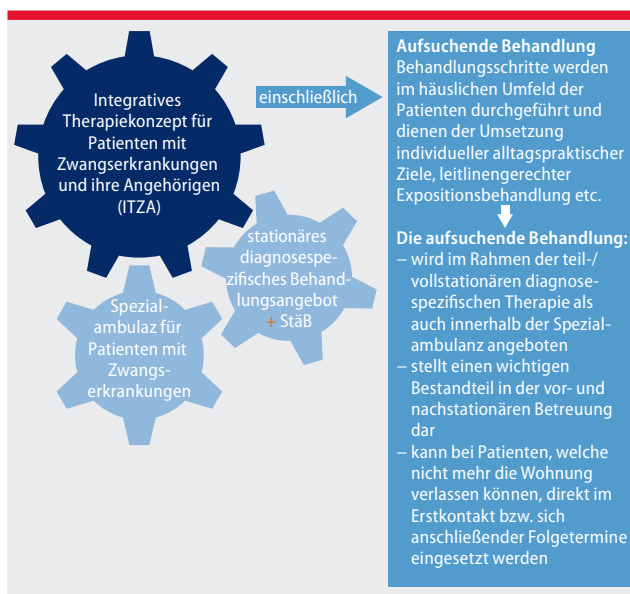 Integratives
Therapiekonzept für
Patienten mit
Zwangserkrankungen
und ihre Angehörigen
(ITZA)
einschließlich
stationäres
diagnosespe-
zifisches Behand-
lungsangebot
+ StäB
Spezial-
ambulaz für
Patienten mit
Zwangs-
erkrankungen
Aufsuchende Behandlung
Behandlungsschritte werden
im häuslichen Umfeld der
Patienten durchgeführt und
dienen der Umsetzung
individueller alltagspraktischer
Ziele, leitlinengerechter
Expositionsbehandlung etc.
Die aufsuchende Behandlung:
– wird im Rahmen der teil-/
vollstationären diagnose-
spezifischen Therapie als
auch innerhalb der Spezial-
ambulanz angeboten
– stellt einen wichtigen
Bestandteil in der vor- und
nachstationären Betreuung
dar
– kann bei Patienten, welche
nicht mehr die Wohnung
verlassen können, direkt im
Erstkontakt bzw. sich
anschließender Folgetermine
eingesetzt werden